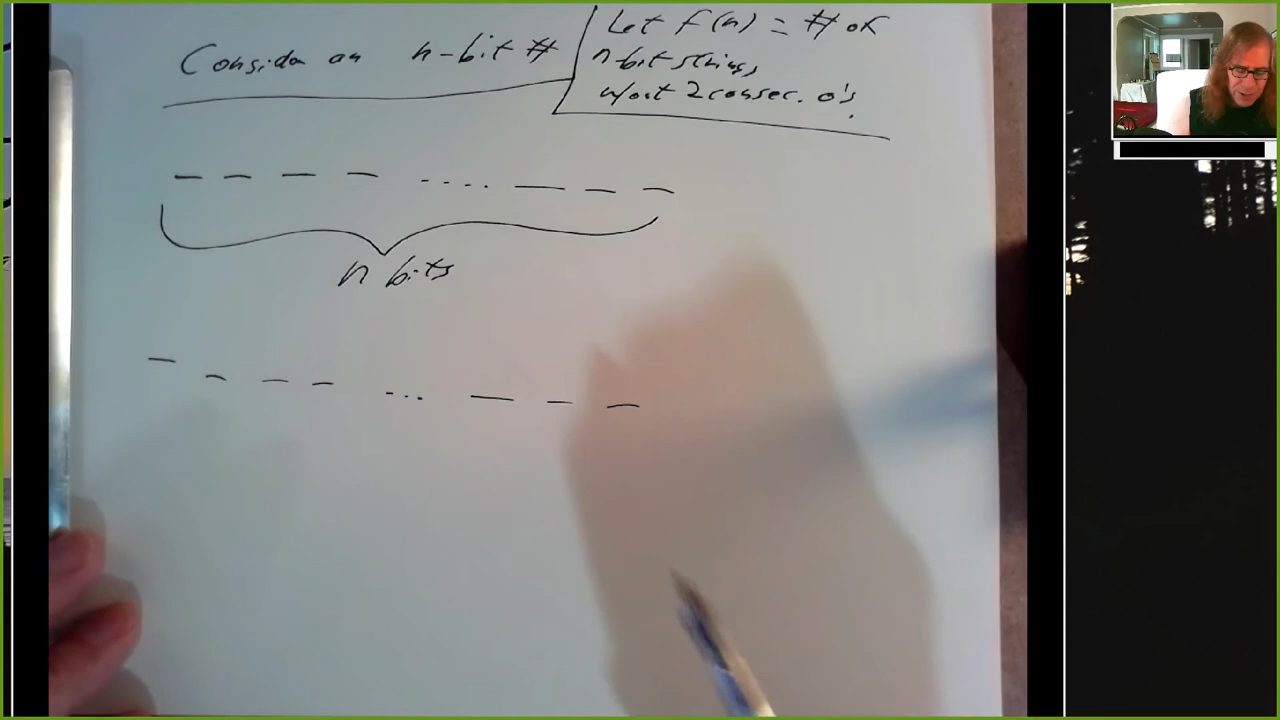 Consider an n-bit #
Let f(n) = # of
n-bit strings
w/out 2 consec. 0's.
n bits